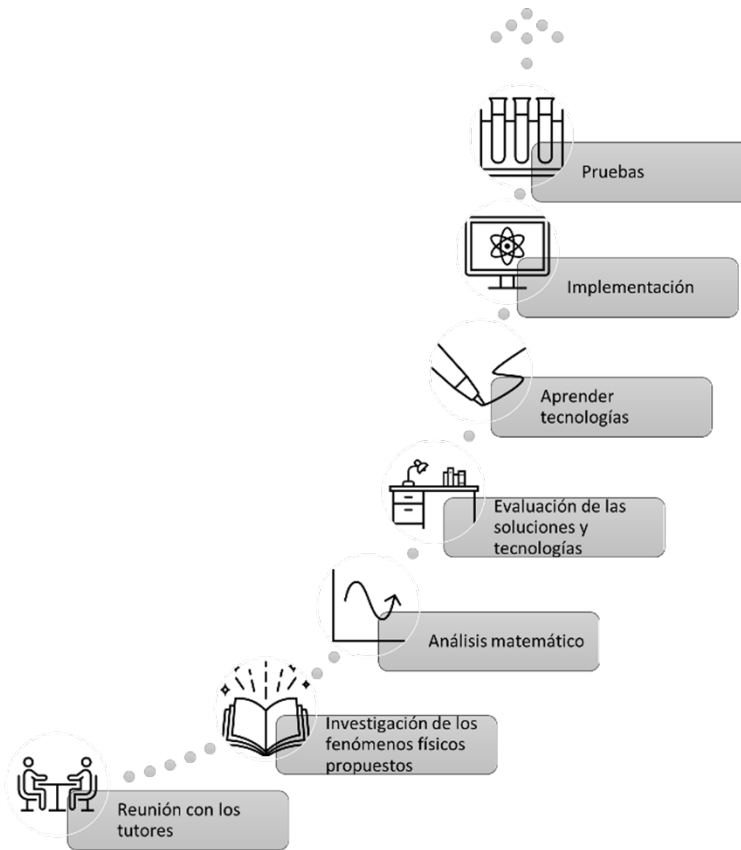 Pruebas
Implementación
Aprender
tecnologías
Evaluación de las
soluciones y
tecnologías
Análisis matemático
Investigación de los
fenómenos físicos
propuestos
Reunión con los
tutores